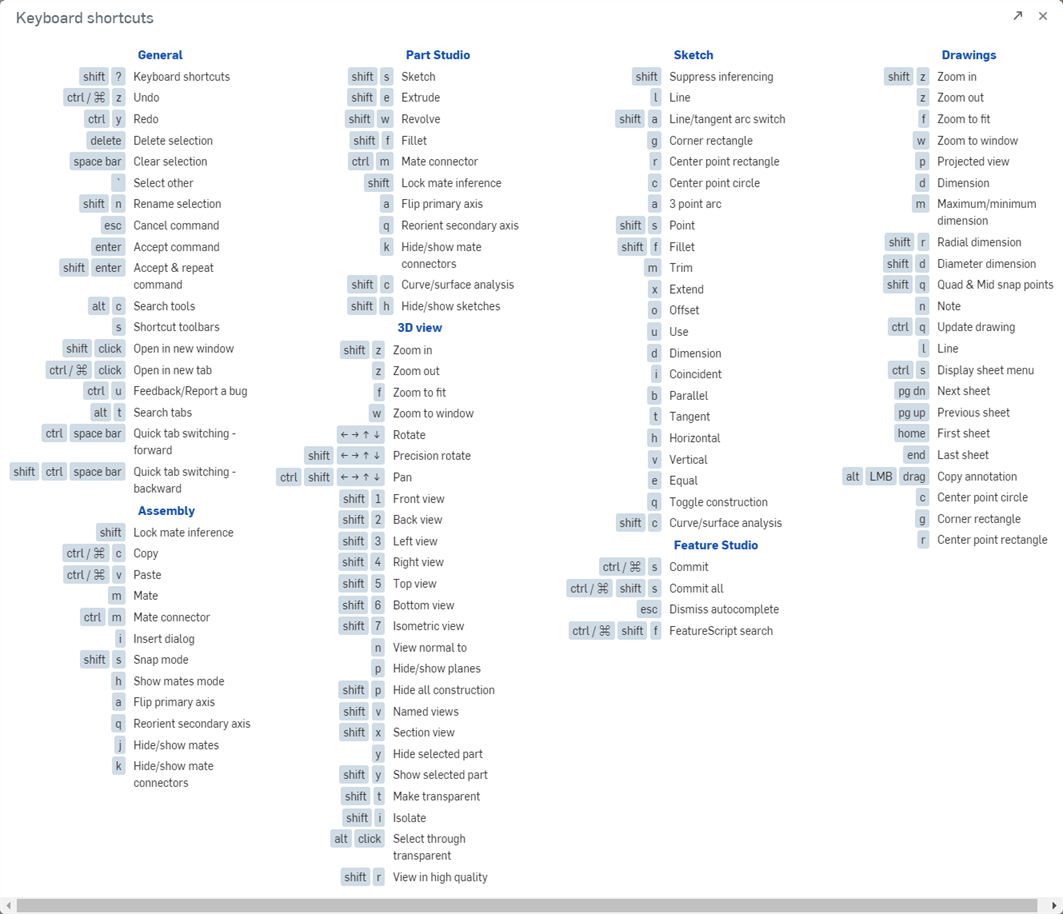 Keyboard shortcuts
General
shift ? Keyboard shortcuts
ctrl / ⌘ z Undo
ctrl y Redo
delete Delete selection
space bar Clear selection
` Select other
shift n Rename selection
esc Cancel command
enter Accept command
shift enter Accept & repeat
command
alt c Search tools
s Shortcut toolbars
shift click Open in new window
ctrl / ⌘ click Open in new tab
ctrl u Feedback/Report a bug
alt t Search tabs
ctrl space bar Quick tab switching -
forward
shift ctrl space bar Quick tab switching -
backward
Assembly
shift Lock mate inference
ctrl / ⌘ c Copy
ctrl / ⌘ v Paste
m Mate
ctrl m Mate connector
i Insert dialog
shift s Snap mode
h Show mates mode
a Flip primary axis
q Reorient secondary axis
j Hide/show mates
k Hide/show mate
connectors
Part Studio
shift s Sketch
shift e Extrude
shift w Revolve
shift f Fillet
ctrl m Mate connector
shift Lock mate inference
a Flip primary axis
q Reorient secondary axis
k Hide/show mate
connectors
shift c Curve/surface analysis
shift h Hide/show sketches
3D view
shift z Zoom in
z Zoom out
f Zoom to fit
w Zoom to window
← → ↑ ↓ Rotate
shift ← → ↑ ↓ Precision rotate
ctrl shift ← → ↑ ↓ Pan
shift 1 Front view
shift 2 Back view
shift 3 Left view
shift 4 Right view
shift 5 Top view
shift 6 Bottom view
shift 7 Isometric view
n View normal to
p Hide/show planes
shift p Hide all construction
shift v Named views
shift x Section view
y Hide selected part
shift y Show selected part
shift t Make transparent
shift i Isolate
alt click Select through
transparent
shift r View in high quality
Sketch
shift Suppress inferencing
l Line
shift a Line/tangent arc switch
g Corner rectangle
r Center point rectangle
c Center point circle
a 3 point arc
shift s Point
shift f Fillet
m Trim
x Extend
o Offset
u Use
d Dimension
i Coincident
b Parallel
t Tangent
h Horizontal
v Vertical
e Equal
q Toggle construction
shift c Curve/surface analysis
Feature Studio
ctrl / ⌘ s Commit
ctrl / ⌘ shift s Commit all
esc Dismiss autocomplete
ctrl / ⌘ shift f FeatureScript search
Drawings
shift z Zoom in
z Zoom out
f Zoom to fit
w Zoom to window
p Projected view
d Dimension
m Maximum/minimum
dimension
shift r Radial dimension
shift d Diameter dimension
shift q Quad & Mid snap points
n Note
ctrl q Update drawing
l Line
ctrl s Display sheet menu
pg dn Next sheet
pg up Previous sheet
home First sheet
end Last sheet
alt LMB drag Copy annotation
c Center point circle
g Corner rectangle
r Center point rectangle